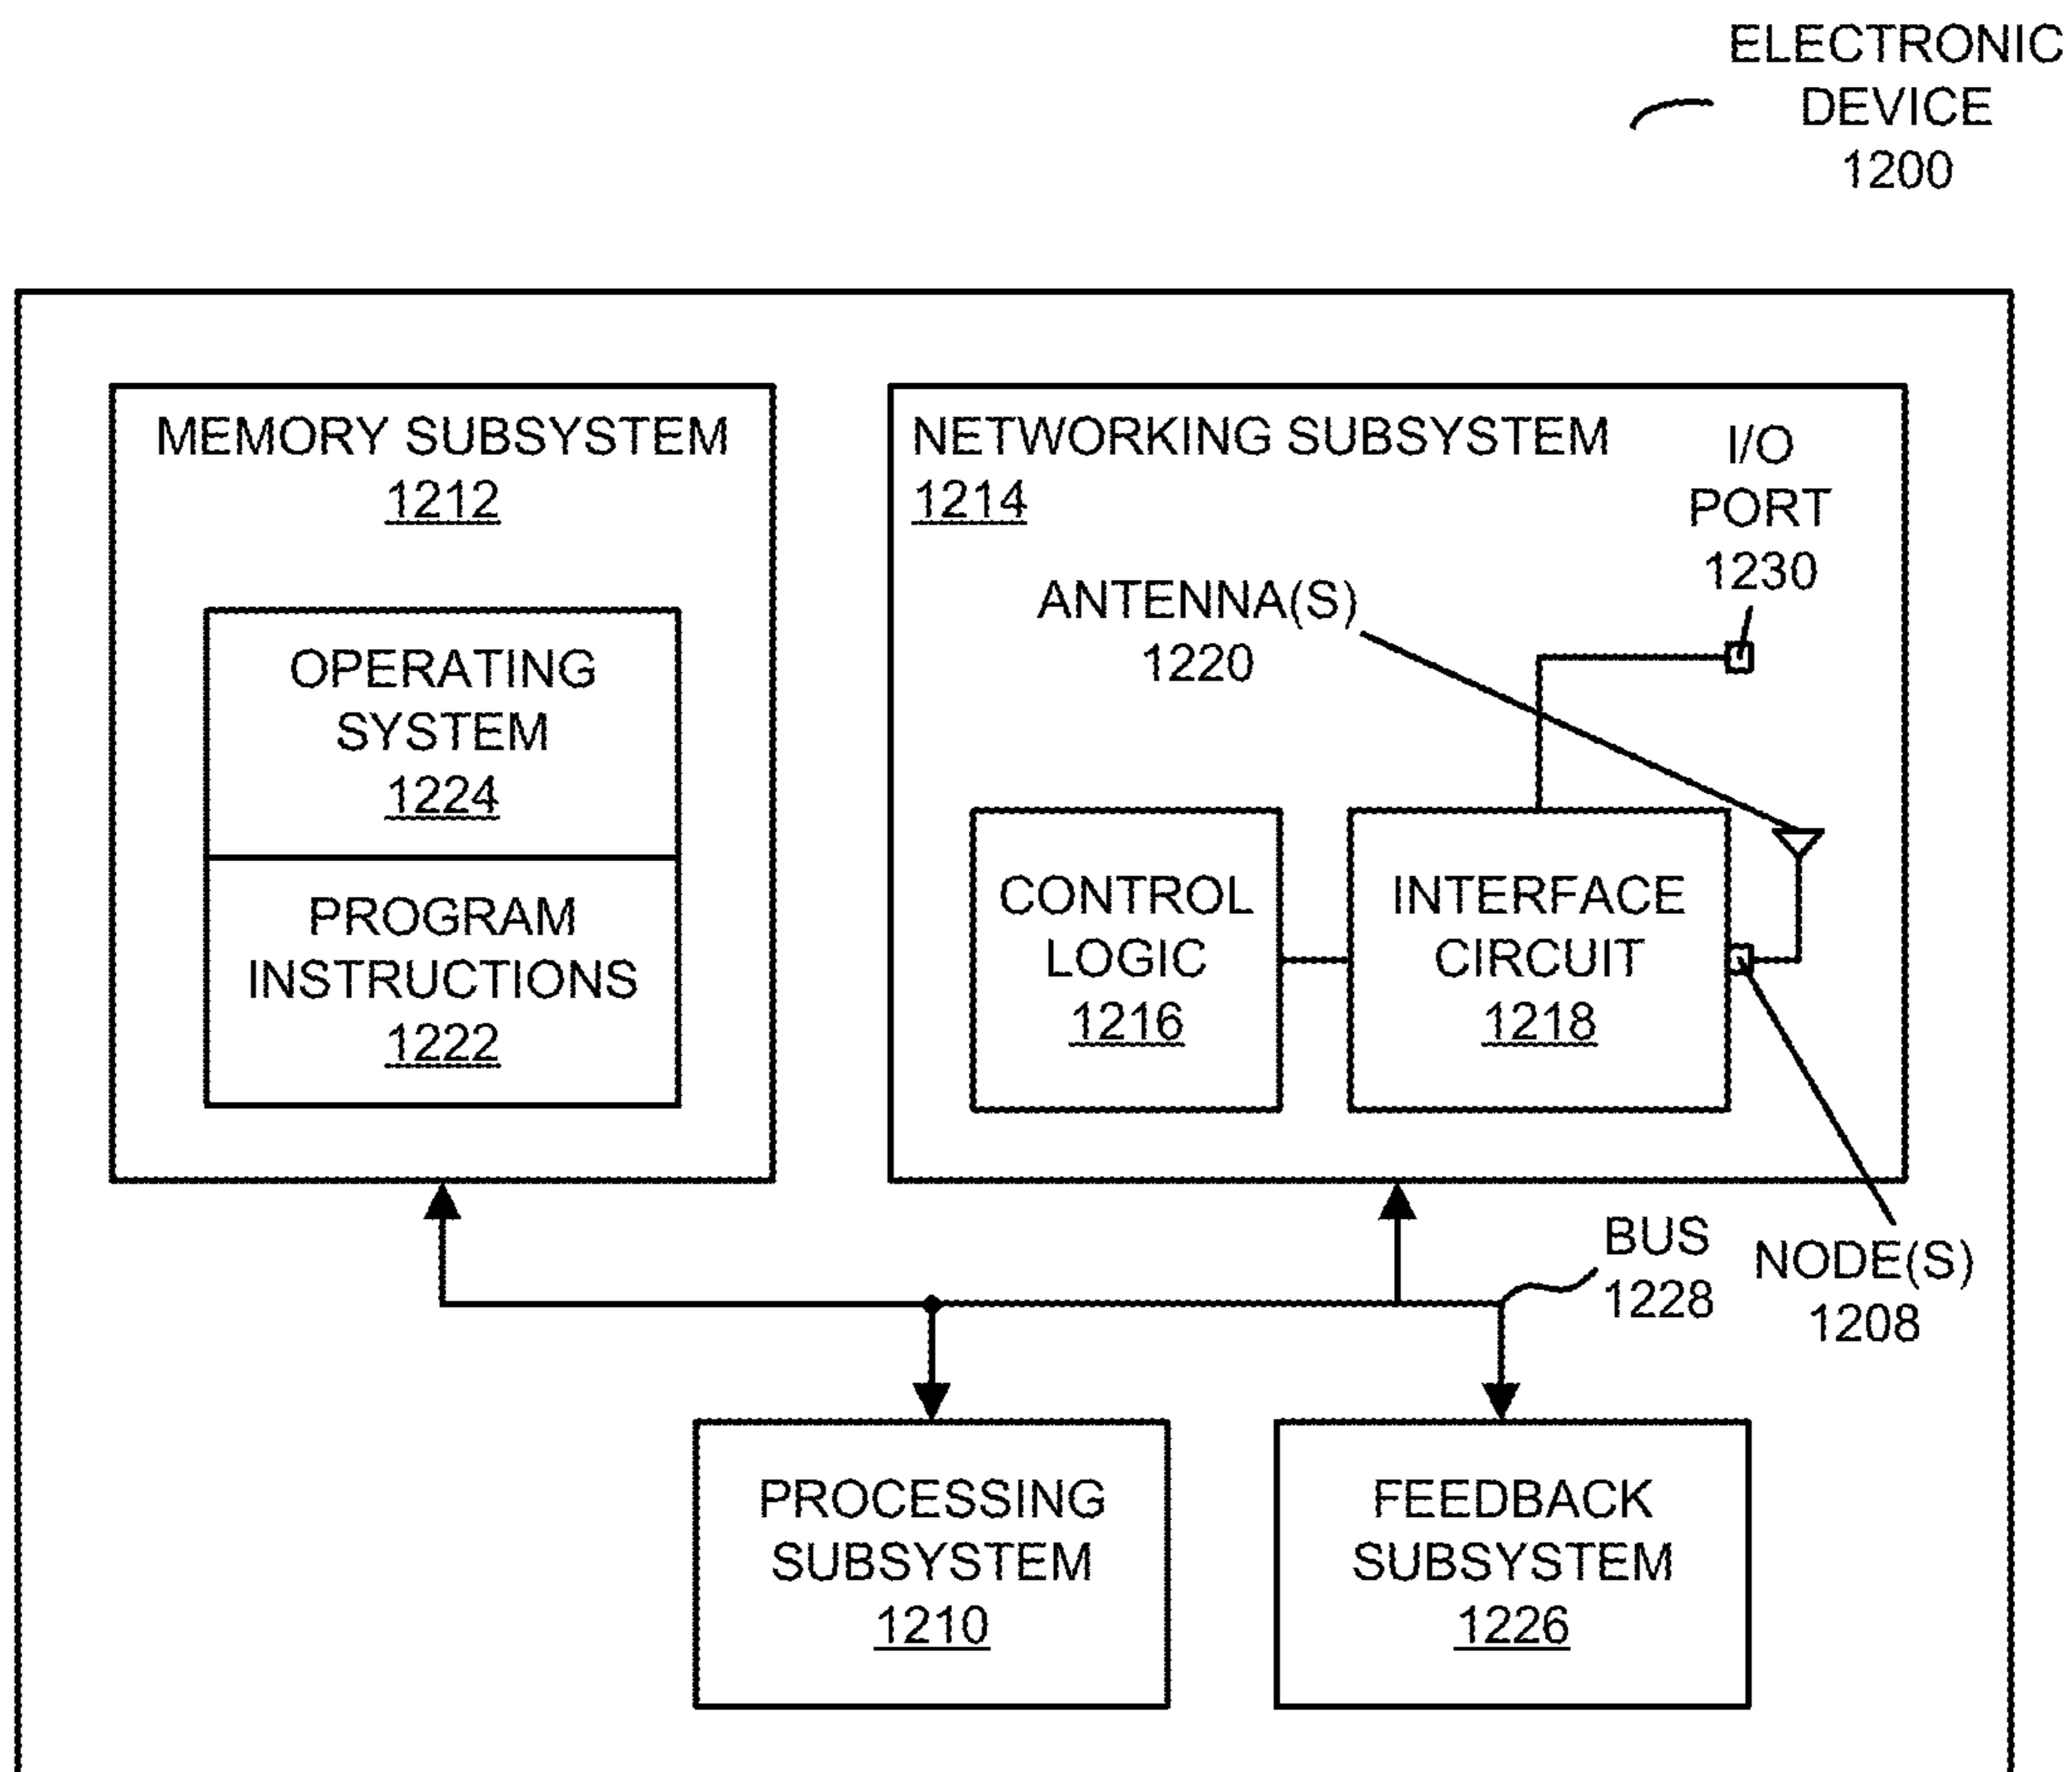 ELECTRONIC
DEVICE
1200
MEMORY SUBSYSTEM
1212
OPERATING
SYSTEM
1224
PROGRAM
INSTRUCTIONS
1222
NETWORKING SUBSYSTEM
1214
I/O
PORT
1230
ANTENNA(S)
1220
CONTROL
LOGIC
1216
INTERFACE
CIRCUIT
1218
BUS
1228
NODE(S)
1208
PROCESSING
SUBSYSTEM
1210
FEEDBACK
SUBSYSTEM
1226